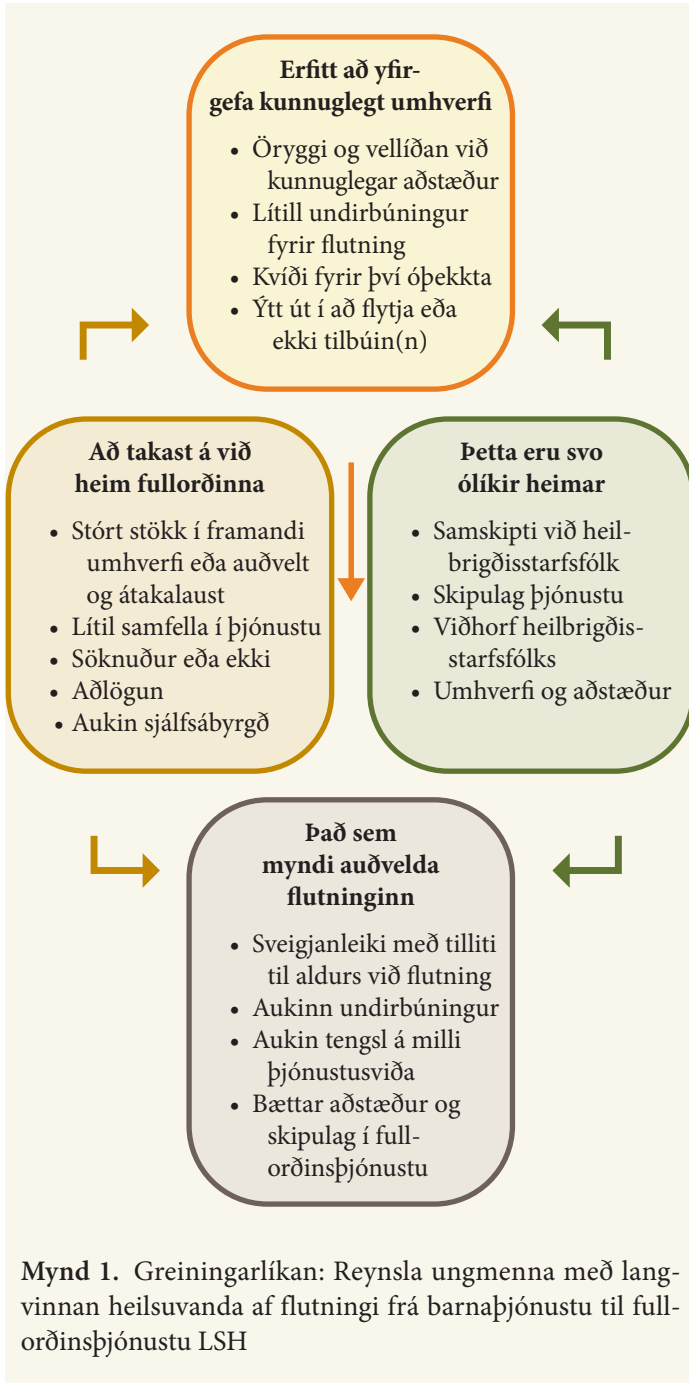 Erfitt að yfir-
gefa kunnuglegt umhverfi
• Öryggi og vellíðan við
kunnuglegar aðstæður
• Lítill undirbúningur
fyrir flutning
• Kvíði fyrir því óþekkta
• Ýtt út í að flytja eða
ekki tilbúin(n)
Að takast á við
heim fullorðinna
• Stórt stökk í framandi
umhverfi eða auðvelt
og átakalaust
• Lítil samfella í þjónustu
• Söknuður eða ekki
• Aðlögun
• Aukin sjálfsábyrgð
Þetta eru svo
ólíkir heimar
• Samskipti við heil-
brigðisstarfsfólk
• Skipulag þjónustu
• Viðhorf heilbrigðis-
starfsfólks
• Umhverfi og aðstæður
Það sem
myndi auðvelda
flutninginn
• Sveigjanleiki með tilliti
til aldurs við flutning
• Aukinn undirbúningur
• Aukin tengsl á milli
þjónustusviða
• Bættar aðstæður og
skipulag í full-
orðinsþjónustu
Mynd 1. Greiningarlíkan: Reynsla ungmenna með lang-
vinnan heilsuvanda af flutningi frá barnaþjónustu til full-
orðinsþjónustu LSH